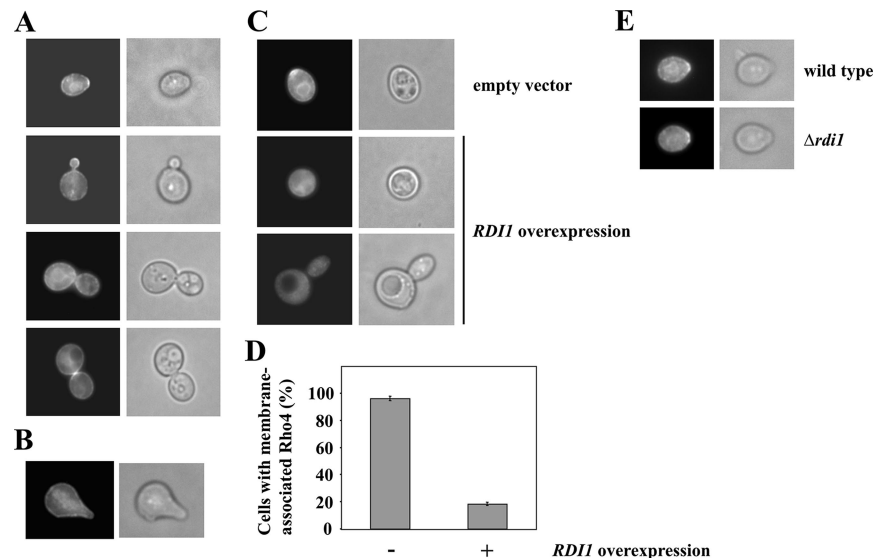 A
C
E
empty vector
wild type
Δrdi1
RDI1 overexpression
B
D
Cells with membrane-
associated Rho4 (%)
100
80
60
40
20
0
- +
RDI1 overexpression